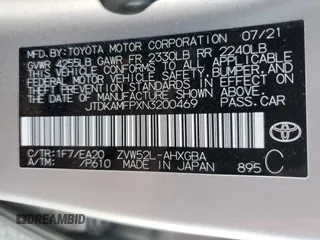 MFD.BY:TOYOTA MOTOR CORPORATION 07/21
GVWR 4255LB GAWR FR 2330LB RR 2240LB
THIS VEHICLE CONFORMS TO ALL APPLICABLE
FEDERAL MOTOR VEHICLE SAFETY, BUMPER, AND
THEFT PREVENTION STANDARDS IN EFFECT ON
THE DATE OF MANUFACTURE SHOWN ABOVE.
JTDKAMFPXN3200469 PASS.CAR
C/TR:1F7/EA20 ZVW52L-AHXGBA C
A/TM: /P610 MADE IN JAPAN 895
TOYOTA
AUTOBIDMASTER